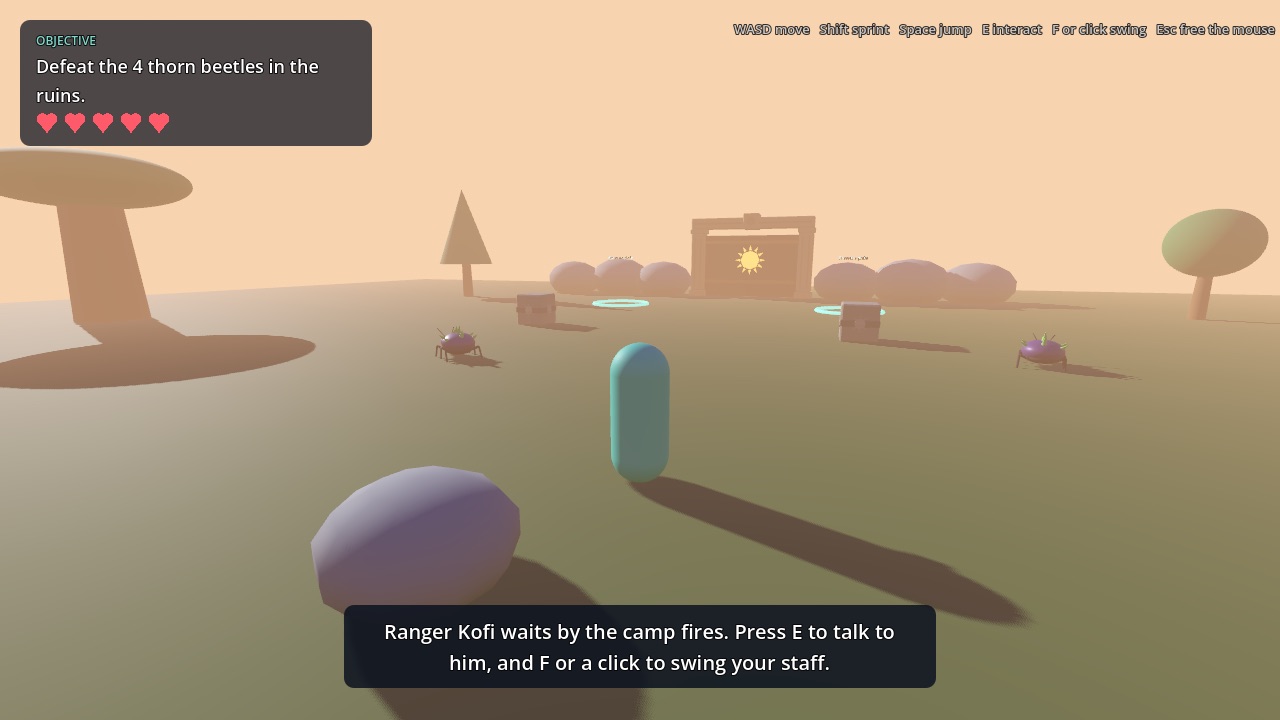 OBJECTIVE
Defeat the 4 thorn beetles in the
ruins.
WASD move   Shift sprint   Space jump   E interact   F or click swing   Esc free the mouse
Ranger Kofi waits by the camp fires. Press E to talk to
him, and F or a click to swing your staff.